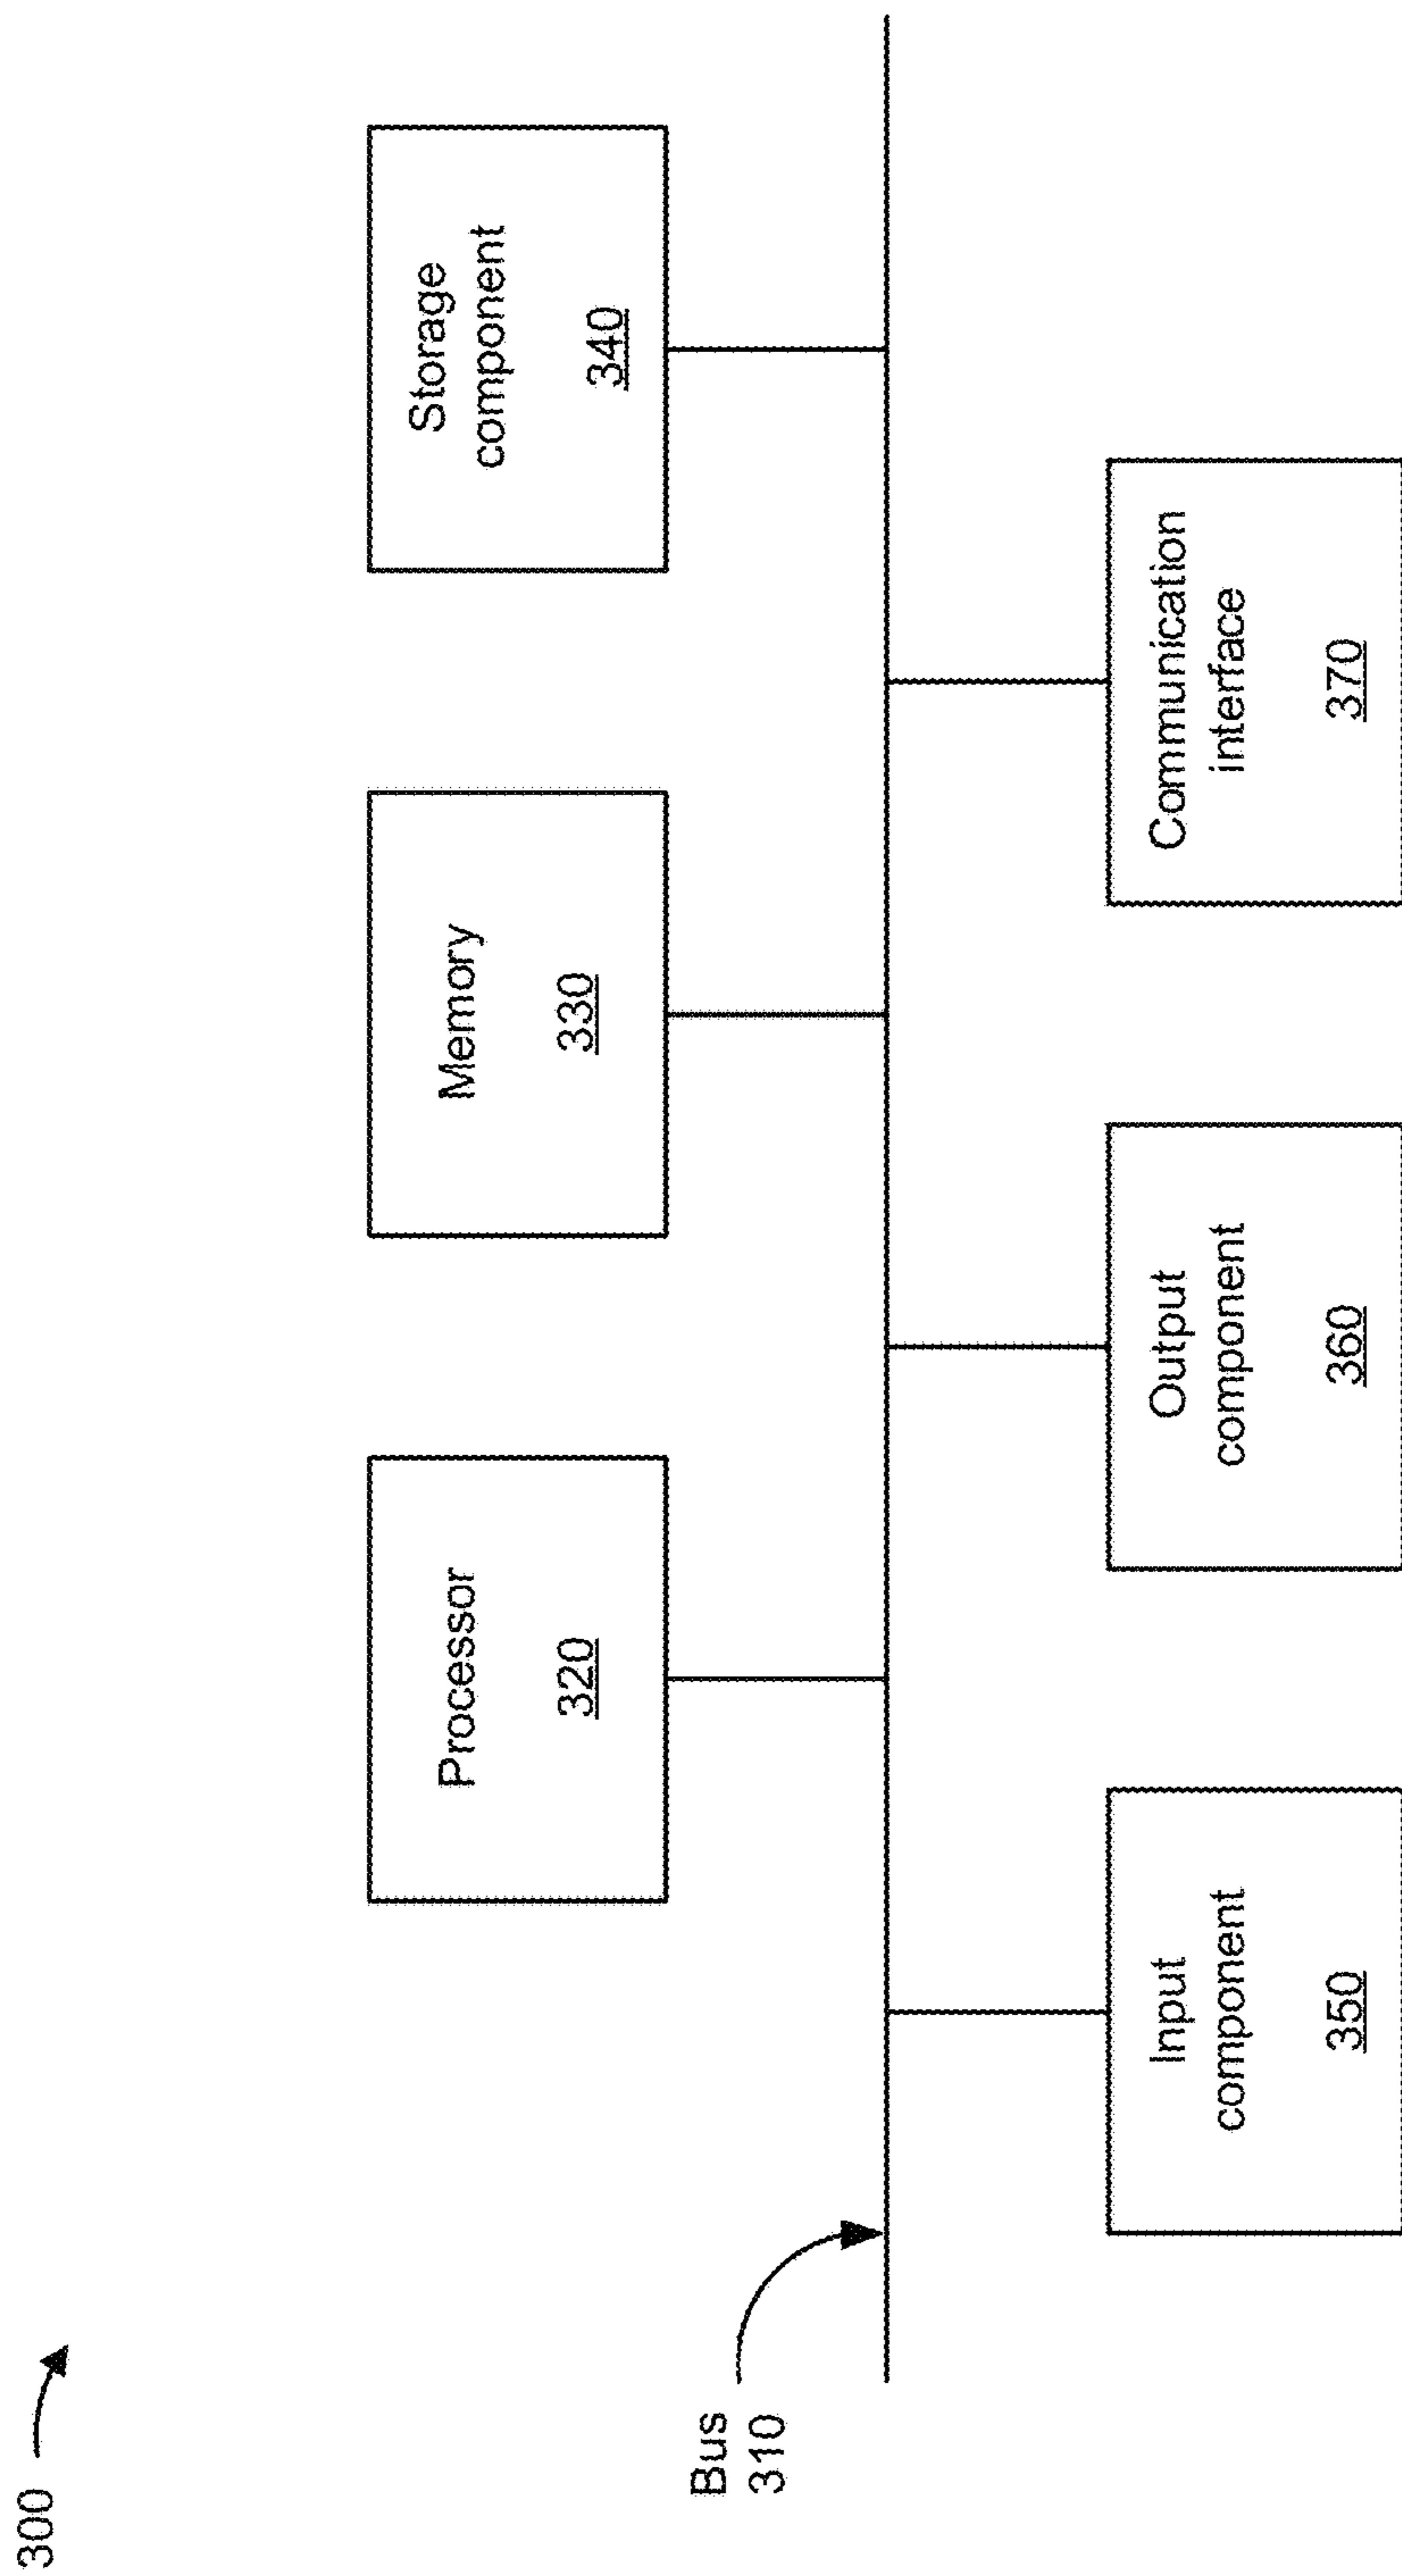 300
Processor
320
Memory
330
Storage
component
340
Bus
310
Input
component
350
Output
component
360
Communication
interface
370